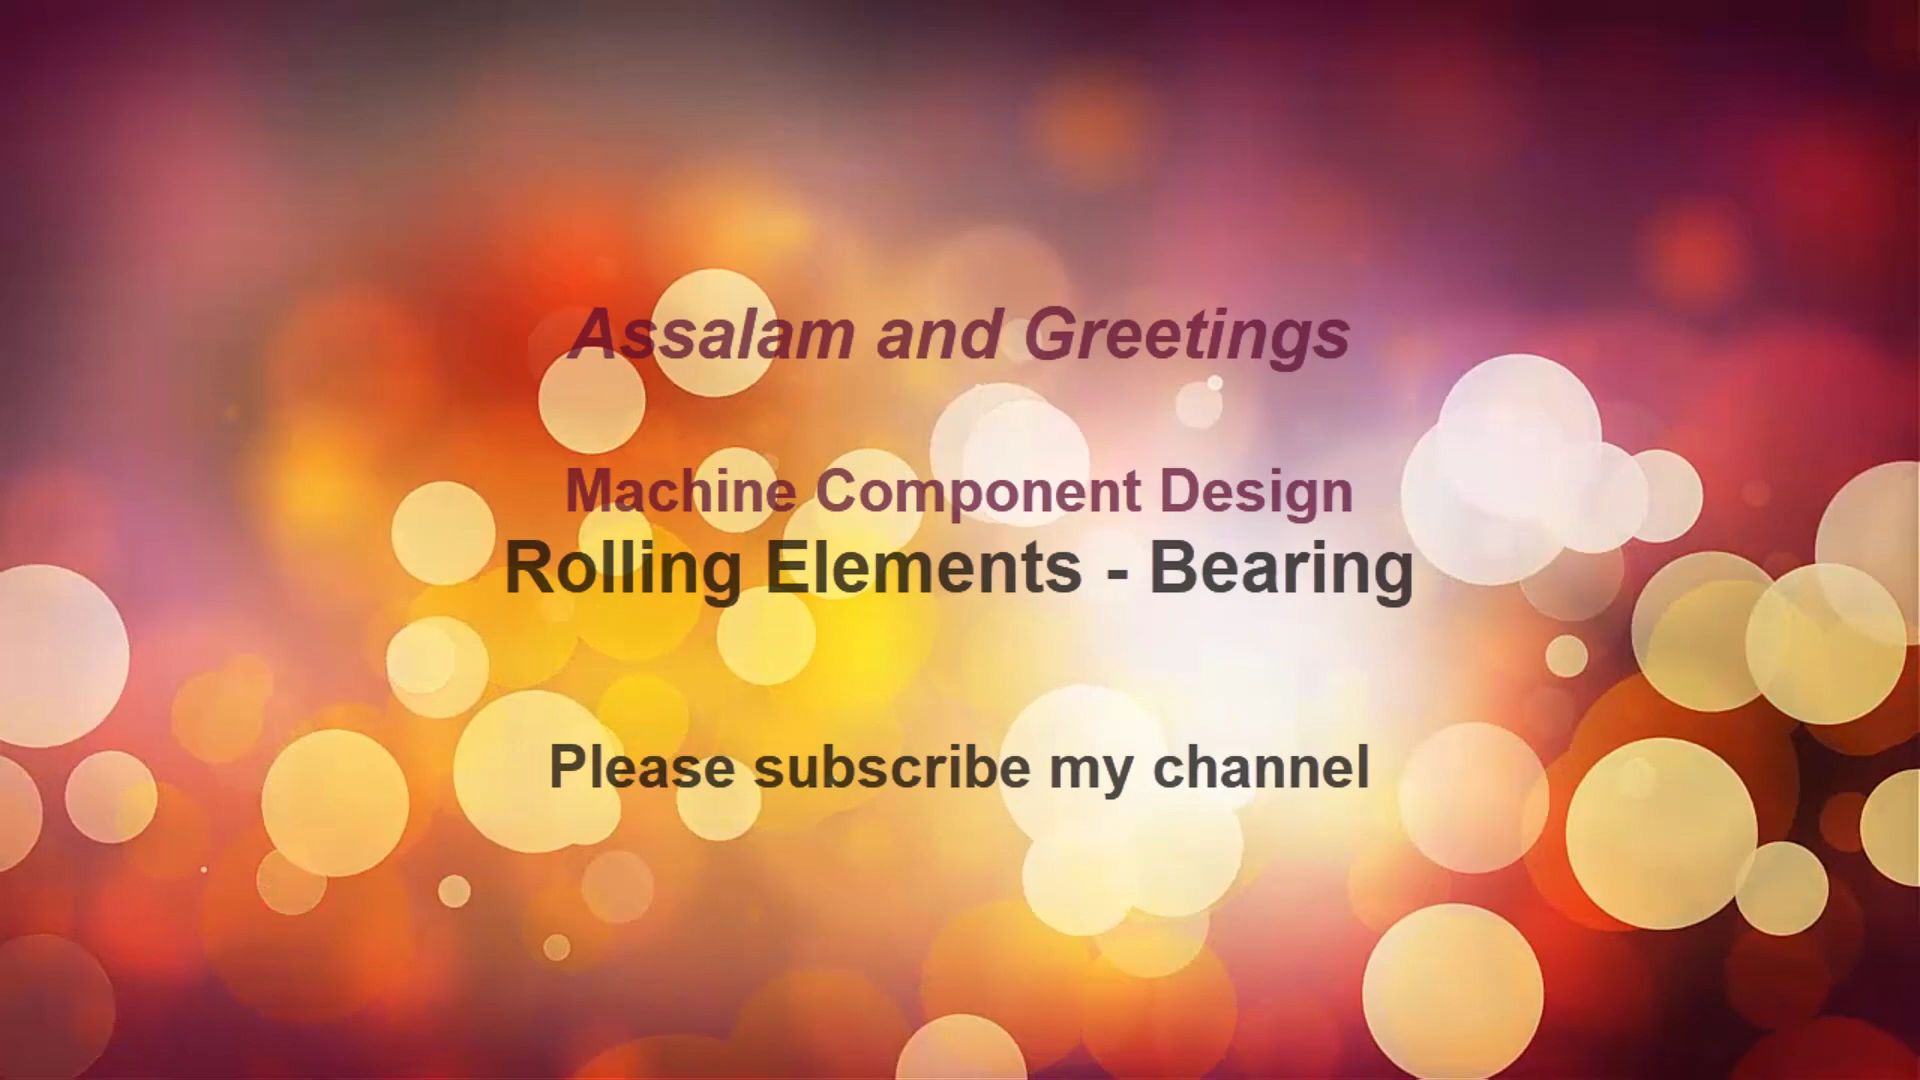 Assalam and Greetings
Machine Component Design
Rolling Elements - Bearing
Please subscribe my channel